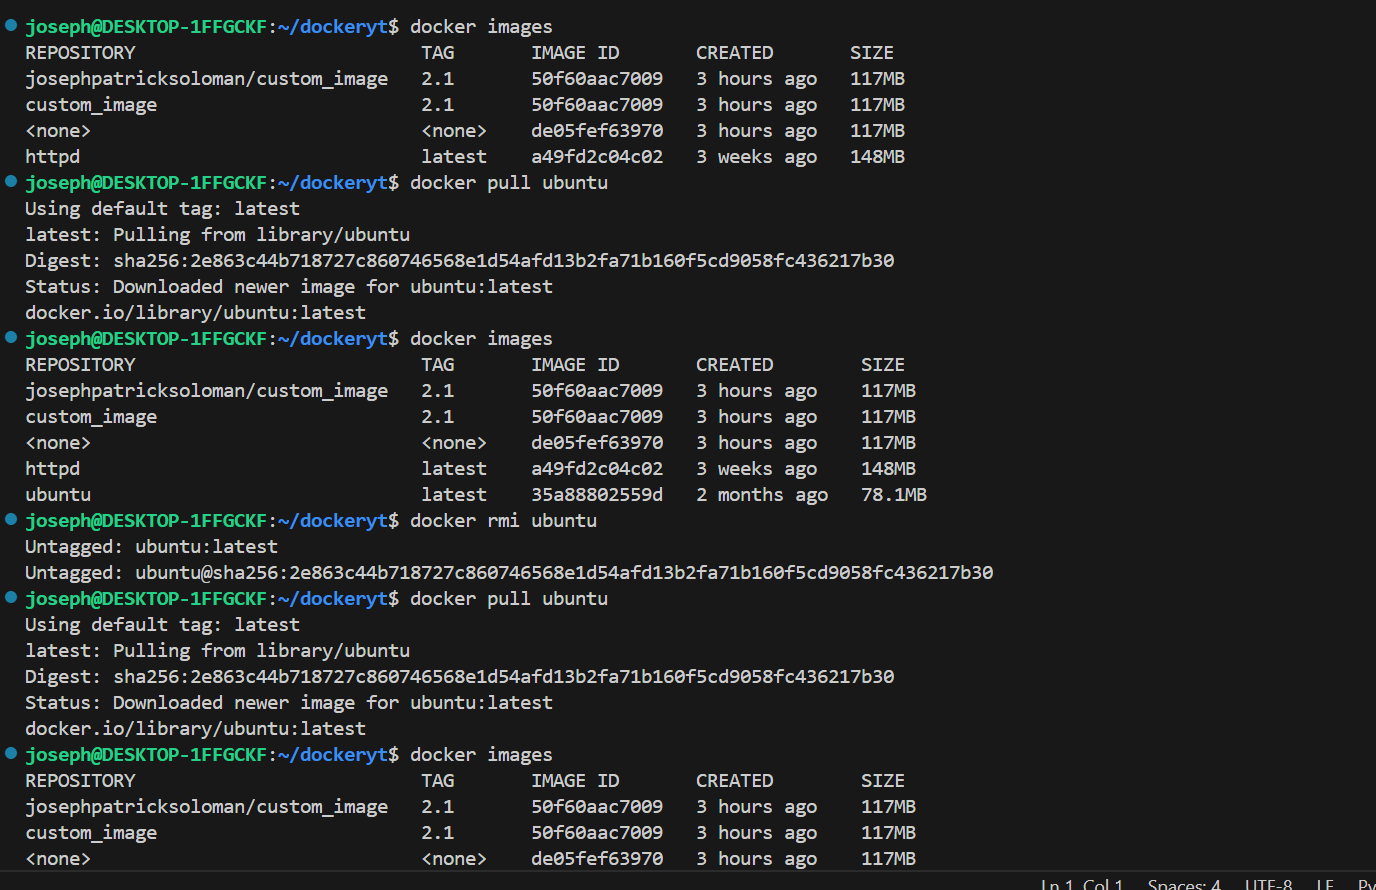 joseph@DESKTOP-1FFGCKF:~/dockeryt$ docker images
REPOSITORY TAG IMAGE ID CREATED SIZE
josephpatricksoloman/custom_image 2.1 50f60aac7009 3 hours ago 117MB
custom_image 2.1 50f60aac7009 3 hours ago 117MB
<none> <none> de05fef63970 3 hours ago 117MB
httpd latest a49fd2c04c02 3 weeks ago 148MB
joseph@DESKTOP-1FFGCKF:~/dockeryt$ docker pull ubuntu
Using default tag: latest
latest: Pulling from library/ubuntu
Digest: sha256:2e863c44b718727c860746568e1d54afd13b2fa71b160f5cd9058fc436217b30
Status: Downloaded newer image for ubuntu:latest
docker.io/library/ubuntu:latest
joseph@DESKTOP-1FFGCKF:~/dockeryt$ docker images
REPOSITORY TAG IMAGE ID CREATED SIZE
josephpatricksoloman/custom_image 2.1 50f60aac7009 3 hours ago 117MB
custom_image 2.1 50f60aac7009 3 hours ago 117MB
<none> <none> de05fef63970 3 hours ago 117MB
httpd latest a49fd2c04c02 3 weeks ago 148MB
ubuntu latest 35a88802559d 2 months ago 78.1MB
joseph@DESKTOP-1FFGCKF:~/dockeryt$ docker rmi ubuntu
Untagged: ubuntu:latest
Untagged: ubuntu@sha256:2e863c44b718727c860746568e1d54afd13b2fa71b160f5cd9058fc436217b30
joseph@DESKTOP-1FFGCKF:~/dockeryt$ docker pull ubuntu
Using default tag: latest
latest: Pulling from library/ubuntu
Digest: sha256:2e863c44b718727c860746568e1d54afd13b2fa71b160f5cd9058fc436217b30
Status: Downloaded newer image for ubuntu:latest
docker.io/library/ubuntu:latest
joseph@DESKTOP-1FFGCKF:~/dockeryt$ docker images
REPOSITORY TAG IMAGE ID CREATED SIZE
josephpatricksoloman/custom_image 2.1 50f60aac7009 3 hours ago 117MB
custom_image 2.1 50f60aac7009 3 hours ago 117MB
<none> <none> de05fef63970 3 hours ago 117MB
Ln 1, Col 1 Spaces: 4 UTF-8 LF